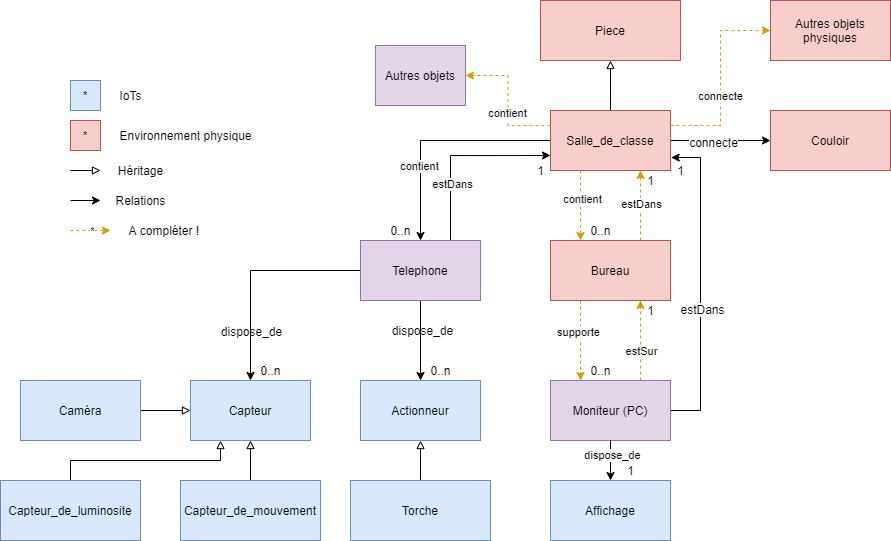 Piece
Autres objets
physiques
Autres objets
* IoTs
connecte
contient
* Environnement physique
Salle_de_classe
connecte
Couloir
contient
Héritage
1
1
estDans
1
contient
Relations
estDans
0..n
0..n
* A compléter !
Telephone
Bureau
estDans
1
dispose_de
dispose_de
supporte
estSur
0..n
0..n
0..n
Caméra
Capteur
Actionneur
Moniteur (PC)
dispose_de
1
Capteur_de_luminosite
Capteur_de_mouvement
Torche
Affichage